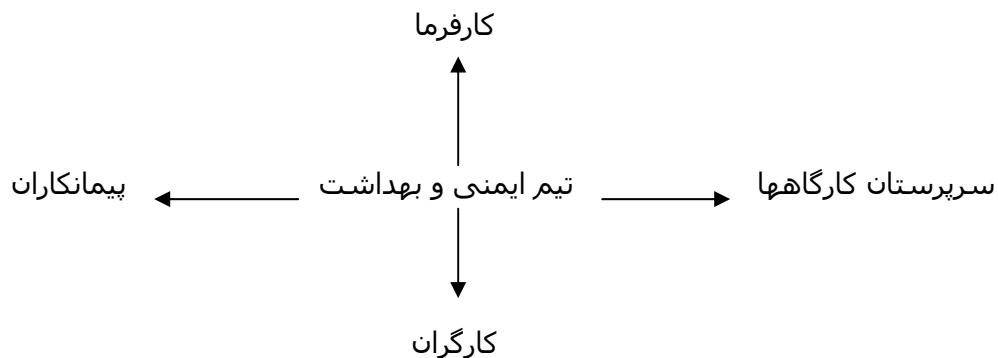 کارفرما
سرپرستان کارگاهها
تیم ایمنی و بهداشت
پیمانکاران
کارگران